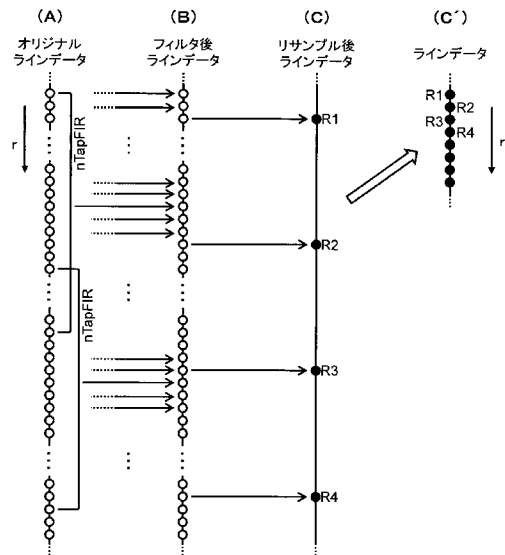 (A)
オリジナル
ラインデータ
(B)
フィルタ後
ラインデータ
(C)
リサンプル後
ラインデータ
(C´)
ラインデータ
r
nTapFIR
nTapFIR
R1
R2
R3
R4
R1
R2
R3
R4
r